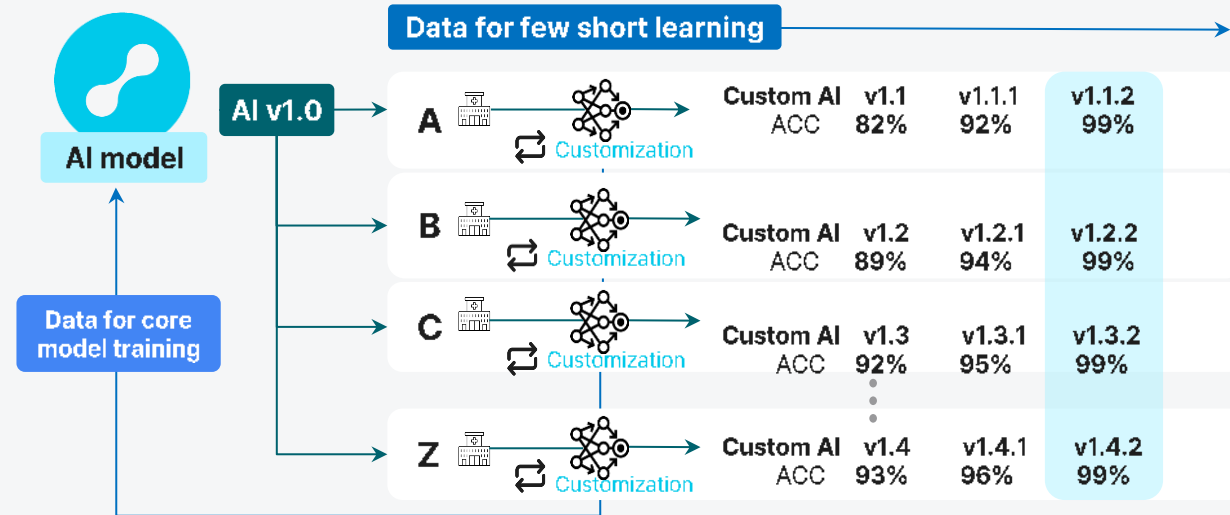 Data for few short learning
AI model
AI v1.0
A
Customization
Custom AI v1.1 v1.1.1 v1.1.2
ACC 82% 92% 99%
B
Customization
Custom AI v1.2 v1.2.1 v1.2.2
ACC 89% 94% 99%
Data for core
model training
C
Customization
Custom AI v1.3 v1.3.1 v1.3.2
ACC 92% 95% 99%
Z
Customization
Custom AI v1.4 v1.4.1 v1.4.2
ACC 93% 96% 99%